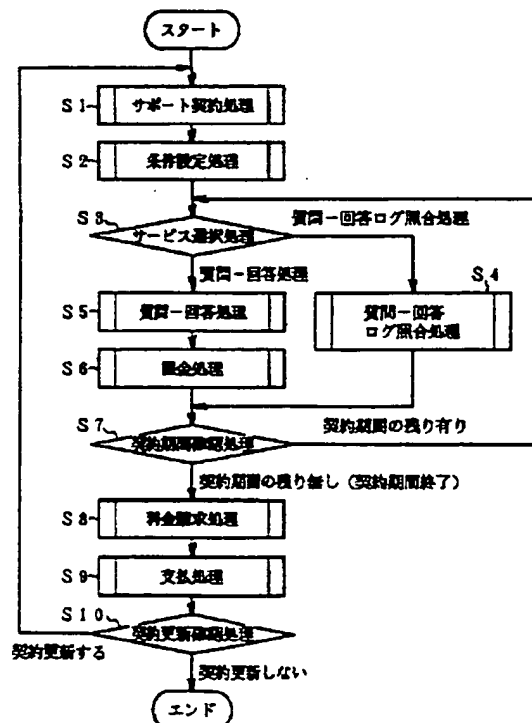 スタート
S1
サポート契約処理
S2
条件設定処理
S3
サービス選択処理
質問-回答ログ照合処理
質問-回答処理
S4
質問-回答
ログ照合処理
S5
質問-回答処理
S6
課金処理
S7
契約期間確認処理
契約期間の残り有り
契約期間の残り無し(契約期間終了)
S8
料金請求処理
S9
支払処理
S10
契約更新確認処理
契約更新する
契約更新しない
エンド